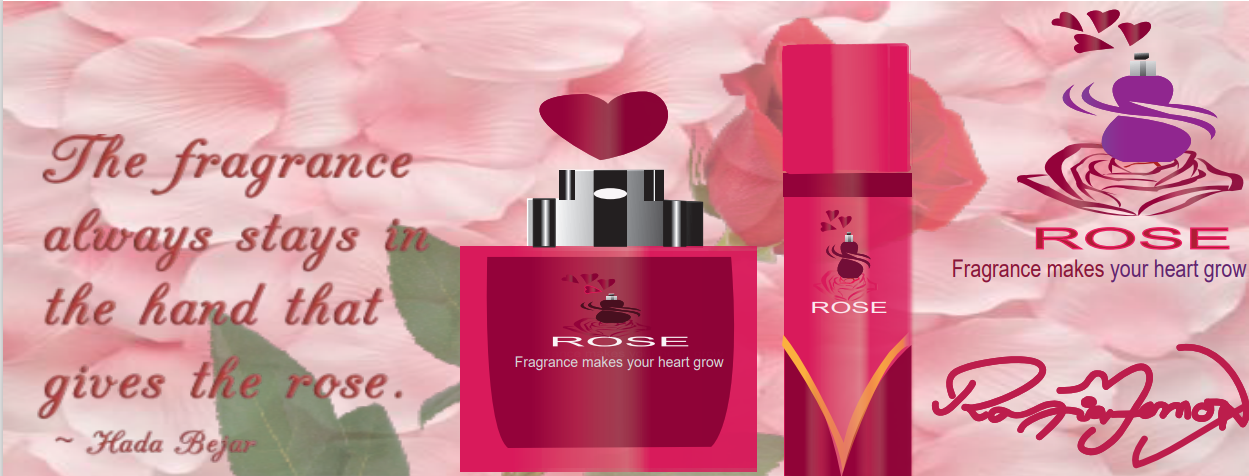 The fragrance
always stays in
the hand that
gives the rose.
~ Hada Bejar
ROSE
Fragrance makes your heart grow
ROSE
ROSE
Fragrance makes your heart grow